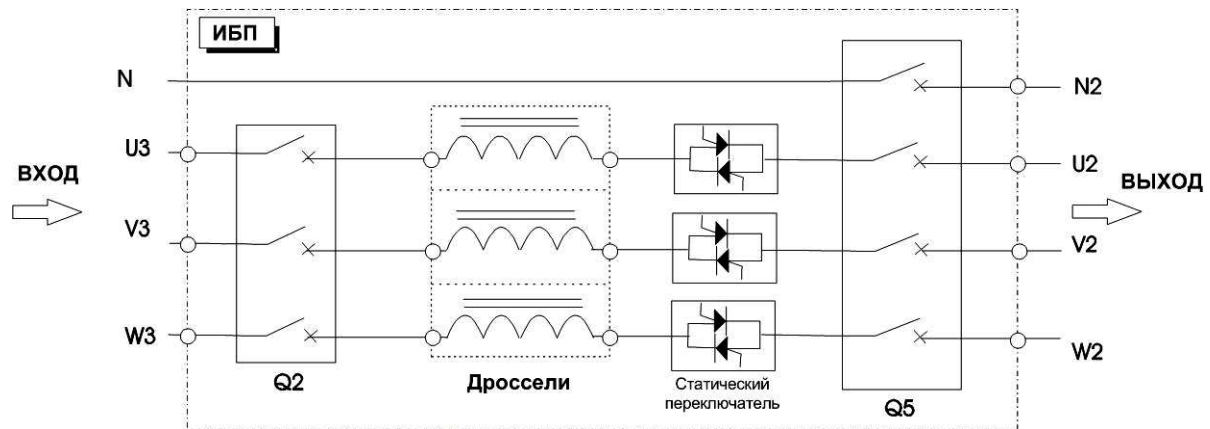 ИБП
N
N2
U3
U2
ВХОД
ВЫХОД
V3
V2
W3
W2
Q2
Дроссели
Статический
переключатель
Q5